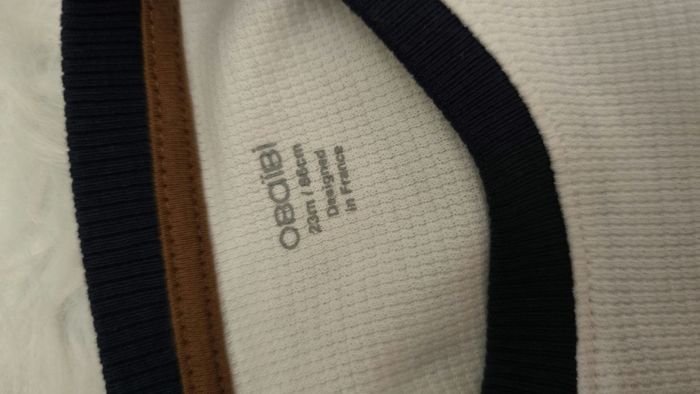 OBAÏBI
23m / 86cm
Designed
in France